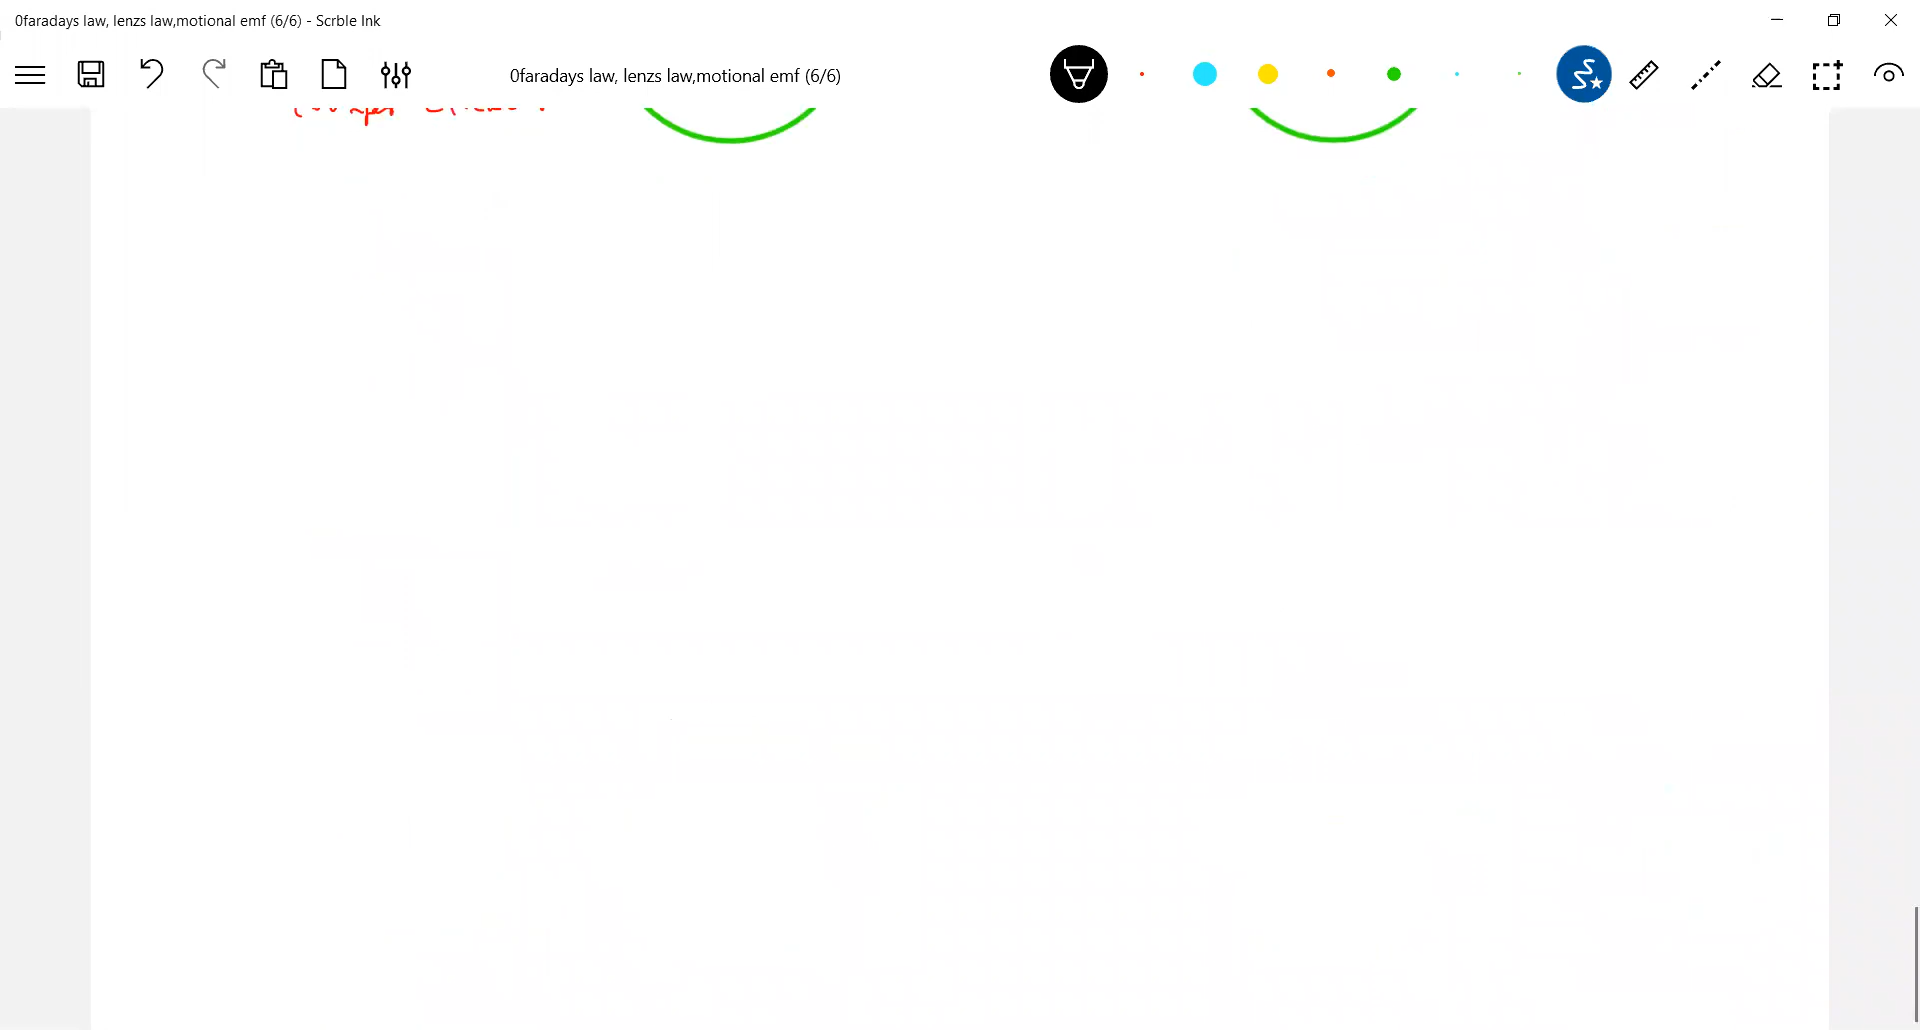 0faradays law, lenzs law,motional emf (6/6) - Scrble Ink
0faradays law, lenzs law,motional emf (6/6)